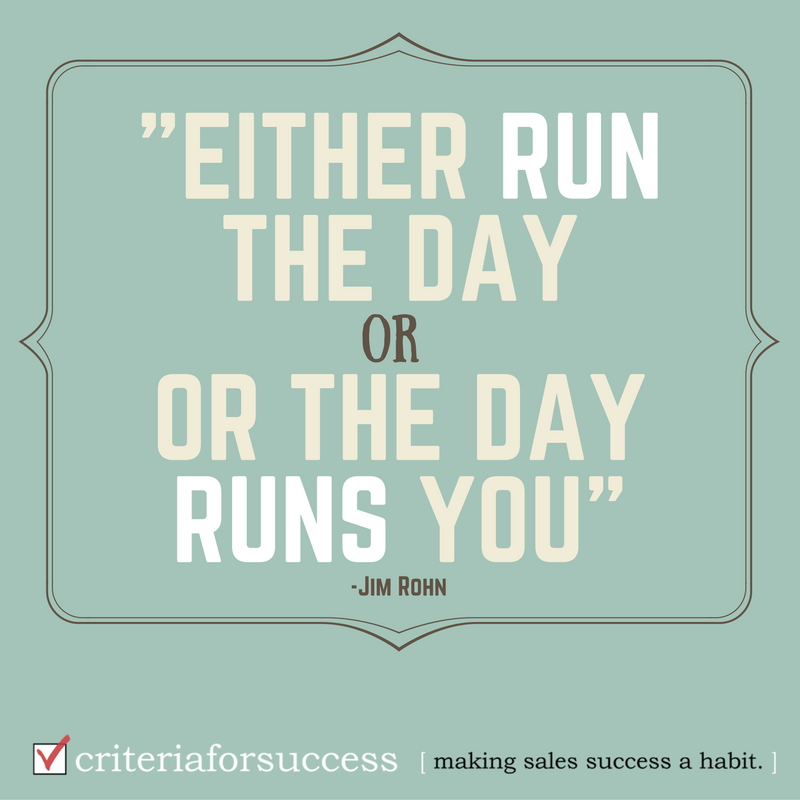 ”EITHER RUN
THE DAY
OR
OR THE DAY
RUNS YOU”
-JIM ROHN
criteriaforsuccess [ making sales success a habit. ]